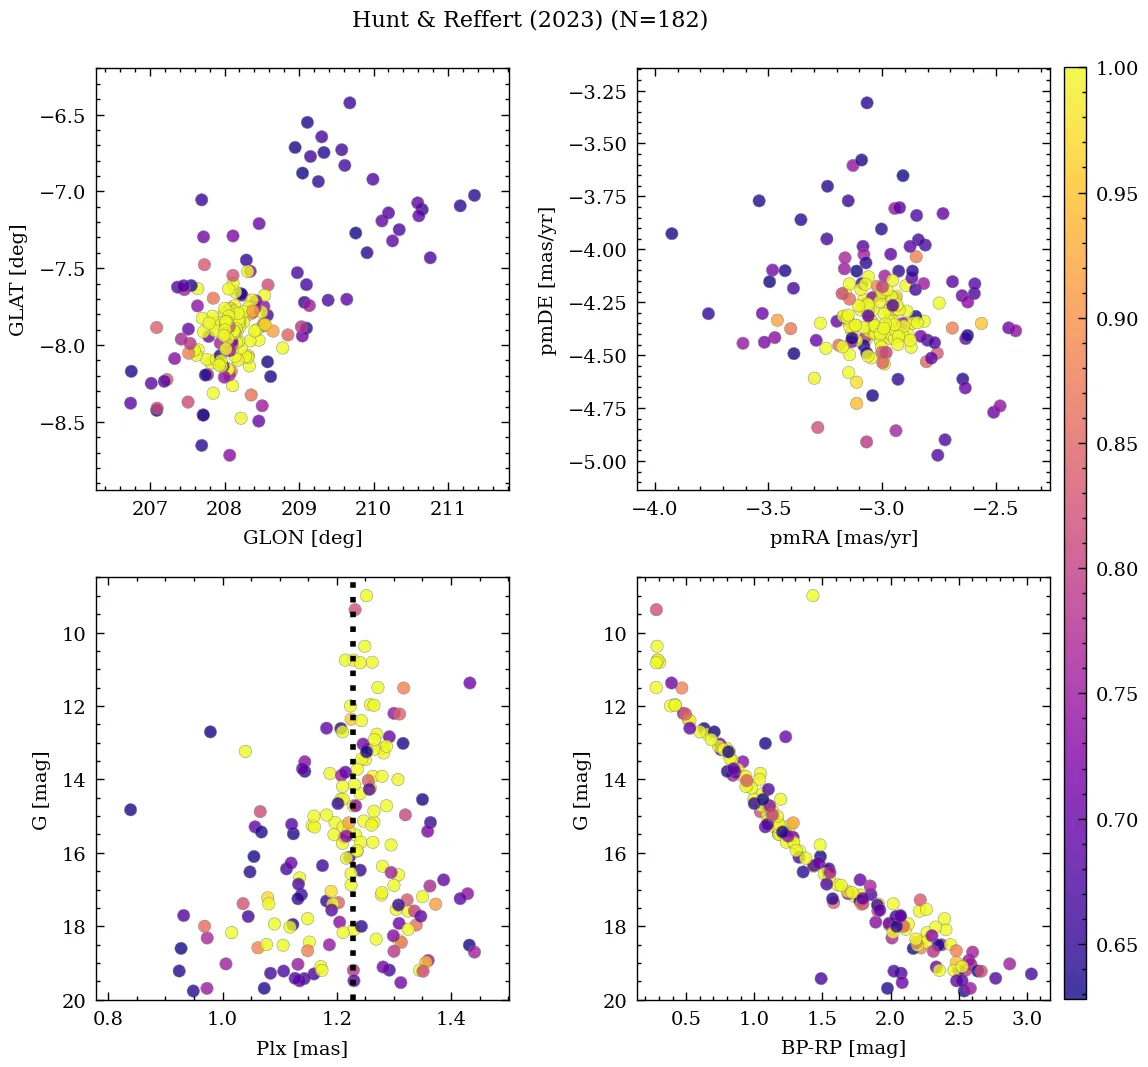 Hunt & Reffert (2023) (N=182)
−6.5
−7.0
−7.5
−8.0
−8.5
GLAT [deg]
207 208 209 210 211
GLON [deg]
−3.25
−3.50
−3.75
−4.00
−4.25
−4.50
−4.75
−5.00
pmDE [mas/yr]
−4.0 −3.5 −3.0 −2.5
pmRA [mas/yr]
10
12
14
16
18
20
G [mag]
0.8 1.0 1.2 1.4
Plx [mas]
10
12
14
16
18
20
G [mag]
0.5 1.0 1.5 2.0 2.5 3.0
BP-RP [mag]
1.00
0.95
0.90
0.85
0.80
0.75
0.70
0.65